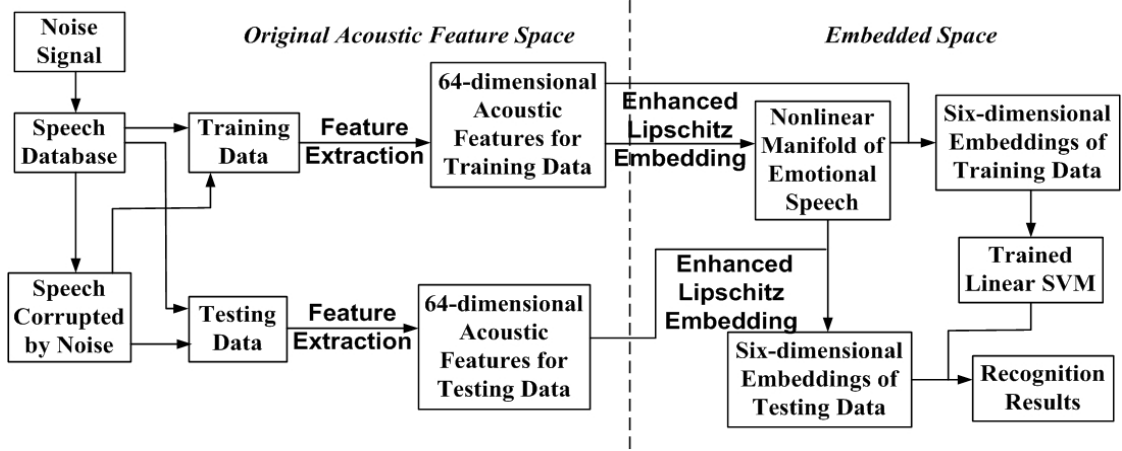 Noise
Signal
Original Acoustic Feature Space
Embedded Space
Speech
Database
Training
Data
Feature
Extraction
64-dimensional
Acoustic
Features for
Training Data
Enhanced
Lipschitz
Embedding
Nonlinear
Manifold of
Emotional
Speech
Six-dimensional
Embeddings of
Training Data
Trained
Linear SVM
Speech
Corrupted
by Noise
Testing
Data
Feature
Extraction
64-dimensional
Acoustic
Features for
Testing Data
Enhanced
Lipschitz
Embedding
Six-dimensional
Embeddings of
Testing Data
Recognition
Results